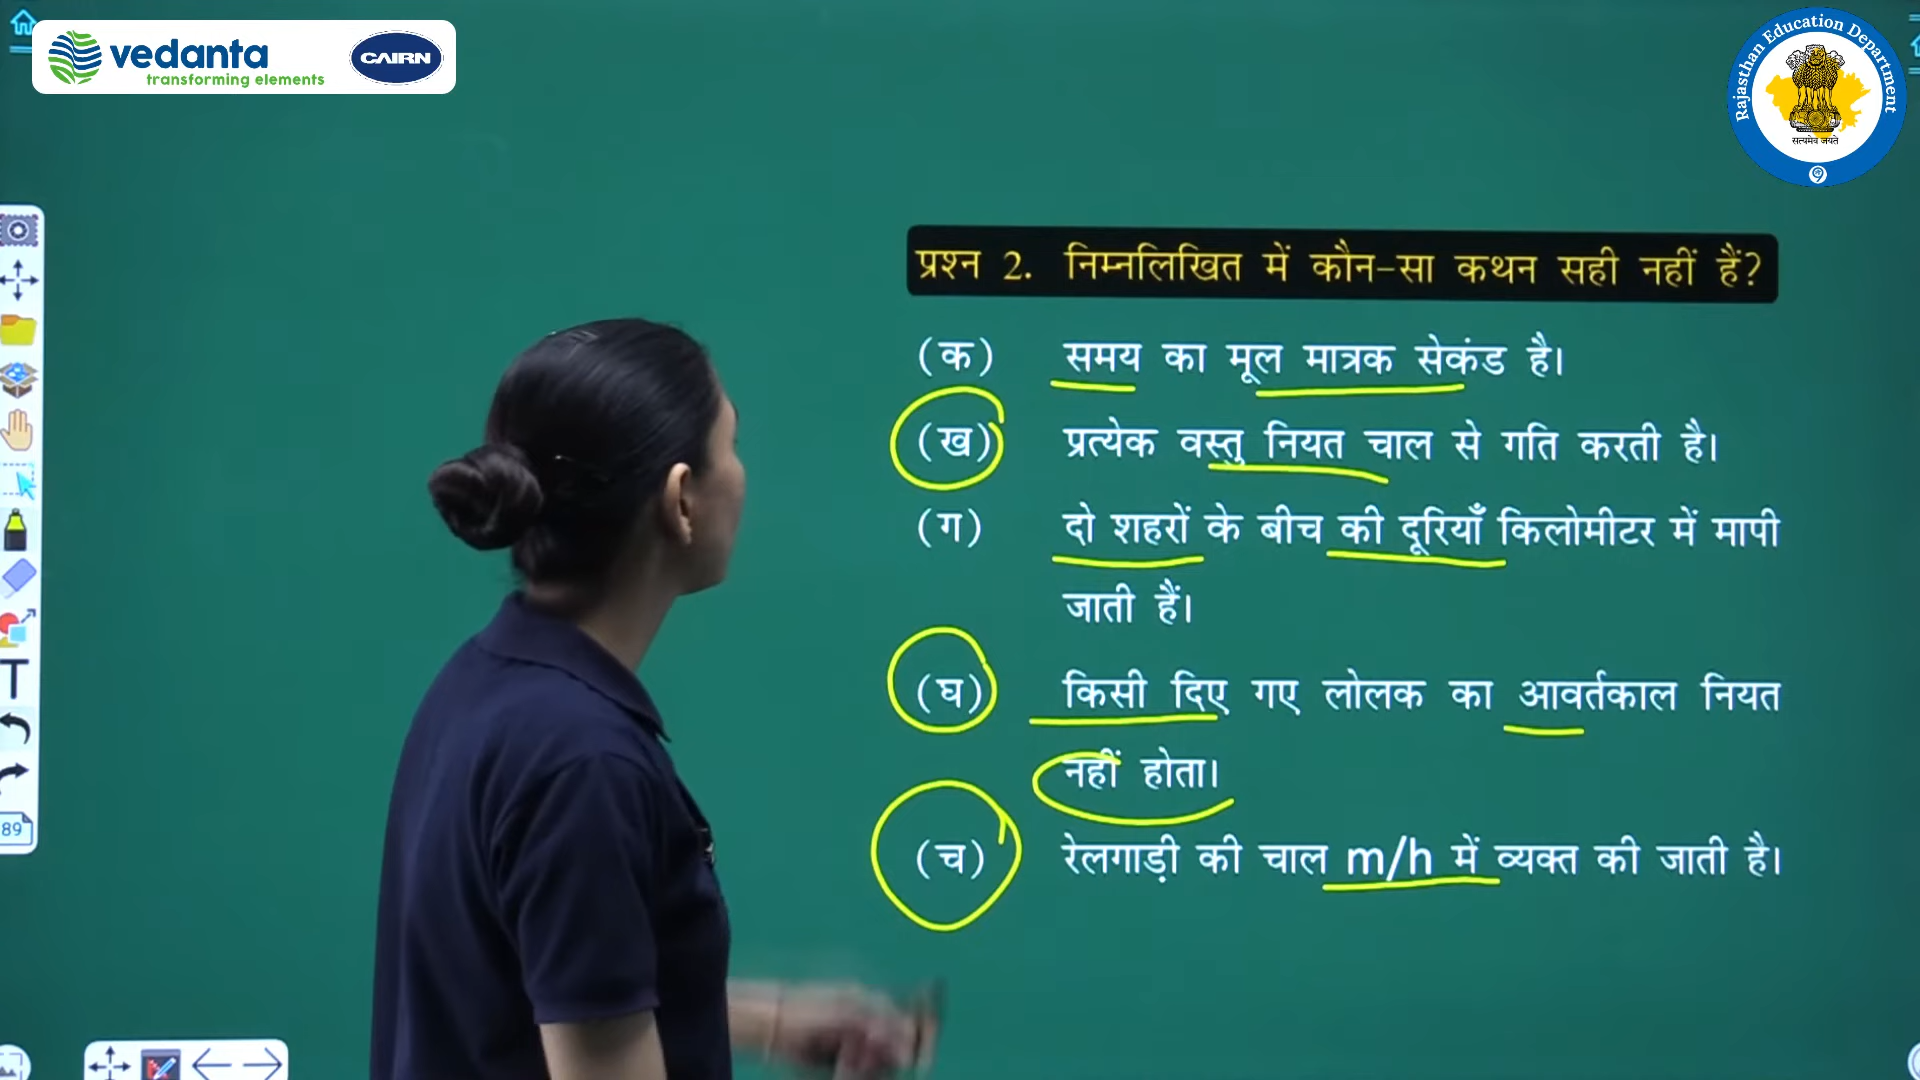 vedanta
transforming elements
CAIRN
Rajasthan Education Department
सत्यमेव जयते
प्रश्न 2. निम्नलिखित में कौन-सा कथन सही नहीं हैं?
(क) समय का मूल मात्रक सेकंड है।
(ख) प्रत्येक वस्तु नियत चाल से गति करती है।
(ग) दो शहरों के बीच की दूरियाँ किलोमीटर में मापी
जाती हैं।
(घ) किसी दिए गए लोलक का आवर्तकाल नियत
नहीं होता।
(च) रेलगाड़ी की चाल m/h में व्यक्त की जाती है।
T
89